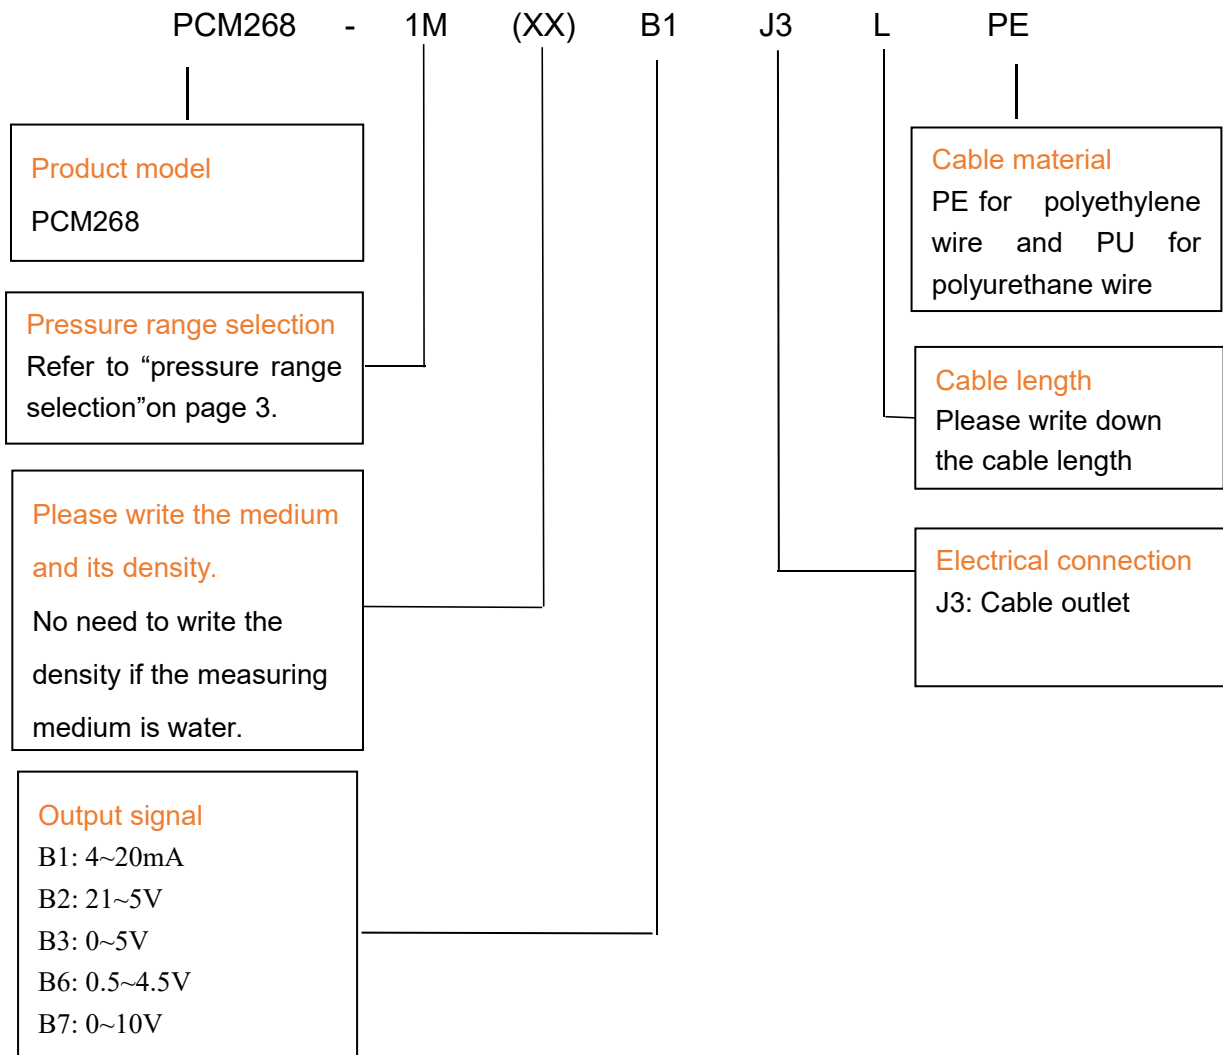 PCM268 - 1M (XX) B1 J3 L PE
Product model
PCM268
Pressure range selection
Refer to “pressure range
selection”on page 3.
Please write the medium
and its density.
No need to write the
density if the measuring
medium is water.
Output signal
B1: 4~20mA
B2: 21~5V
B3: 0~5V
B6: 0.5~4.5V
B7: 0~10V
Cable material
PE for polyethylene
wire and PU for
polyurethane wire
Cable length
Please write down
the cable length
Electrical connection
J3: Cable outlet